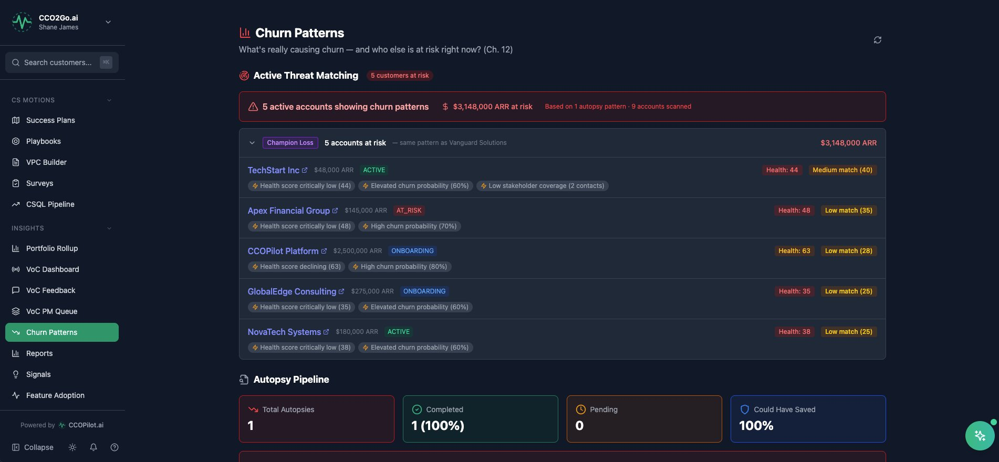 CCO2Go.ai
Shane James
Search customers... ⌘K
CS MOTIONS
Success Plans
Playbooks
VPC Builder
Surveys
CSQL Pipeline
INSIGHTS
Portfolio Rollup
VoC Dashboard
VoC Feedback
VoC PM Queue
Churn Patterns
Reports
Signals
Feature Adoption
Powered by CCOPilot.ai
Collapse
Churn Patterns
What's really causing churn — and who else is at risk right now? (Ch. 12)
Active Threat Matching 5 customers at risk
5 active accounts showing churn patterns $3,148,000 ARR at risk Based on 1 autopsy pattern · 9 accounts scanned
Champion Loss 5 accounts at risk — same pattern as Vanguard Solutions $3,148,000 ARR
TechStart Inc $48,000 ARR ACTIVE Health: 44 Medium match (40)
Health score critically low (44) Elevated churn probability (60%) Low stakeholder coverage (2 contacts)
Apex Financial Group $145,000 ARR AT_RISK Health: 48 Low match (35)
Health score critically low (48) High churn probability (70%)
CCOPilot Platform $2,500,000 ARR ONBOARDING Health: 63 Low match (28)
Health score declining (63) High churn probability (80%)
GlobalEdge Consulting $275,000 ARR ONBOARDING Health: 35 Low match (25)
Health score critically low (35) Elevated churn probability (60%)
NovaTech Systems $180,000 ARR ACTIVE Health: 38 Low match (25)
Health score critically low (38) Elevated churn probability (60%)
Autopsy Pipeline
Total Autopsies
1
Completed
1 (100%)
Pending
0
Could Have Saved
100%